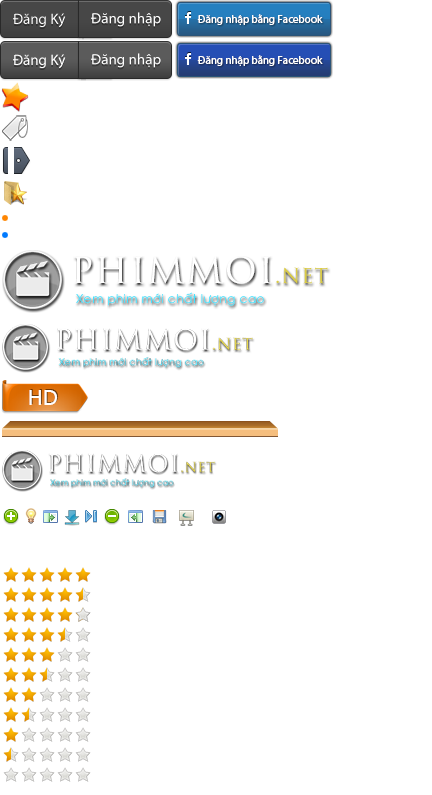 Đăng Ký Đăng nhập f Đăng nhập bằng Facebook
Đăng Ký Đăng nhập f Đăng nhập bằng Facebook
PHIMMOI.NET
Xem phim mới chất lượng cao
PHIMMOI.NET
Xem phim mới chất lượng cao
HD
PHIMMOI.NET
Xem phim mới chất lượng cao